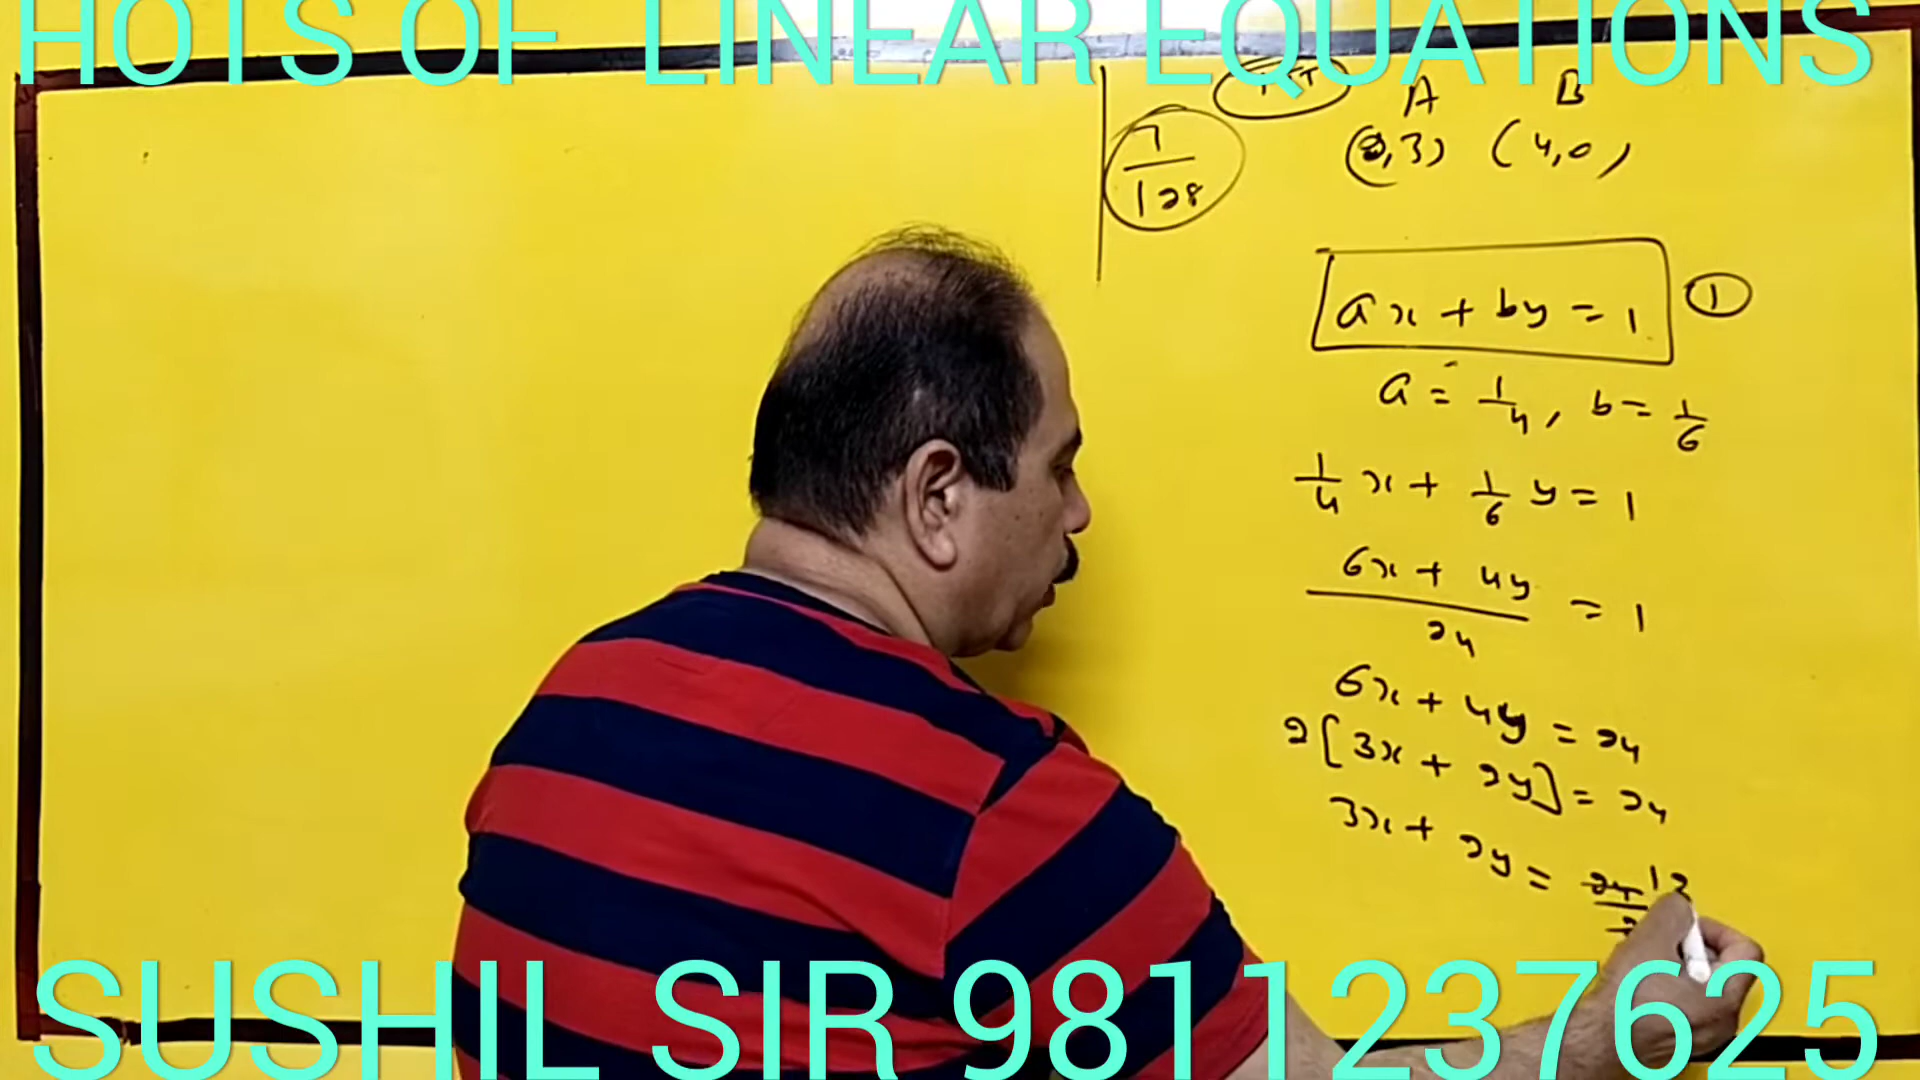 HOTS OF LINEAR EQUATIONS
A B
7/128
(2,3) (4,0)
ax + by = 1 ①
a = 1/4, b = 1/6
1/4 x + 1/6 y = 1
(6x + 4y)/24 = 1
6x + 4y = 24
2[3x + 2y] = 24
3x + 2y = 24/2 12
SUSHIL SIR 9811237625